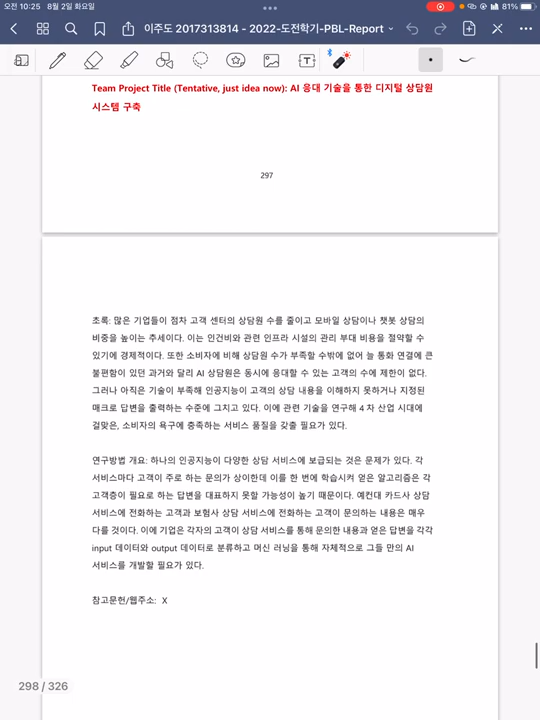 오전 10:25 8월 2일 화요일
81%
이주도 2017313814 - 2022-도전학기-PBL-Report
Team Project Title (Tentative, just idea now): AI 응대 기술을 통한 디지털 상담원
시스템 구축
297
초록: 많은 기업들이 점차 고객 센터의 상담원 수를 줄이고 모바일 상담이나 챗봇 상담의
비중을 높이는 추세이다. 이는 인건비와 관련 인프라 시설의 관리 부대 비용을 절약할 수
있기에 경제적이다. 또한 소비자에 비해 상담원 수가 부족할 수밖에 없어 늘 통화 연결에 큰
불편함이 있던 과거와 달리 AI 상담원은 동시에 응대할 수 있는 고객의 수에 제한이 없다.
그러나 아직은 기술이 부족해 인공지능이 고객의 상담 내용을 이해하지 못하거나 지정된
매크로 답변을 출력하는 수준에 그치고 있다. 이에 관련 기술을 연구해 4 차 산업 시대에
걸맞은, 소비자의 욕구에 충족하는 서비스 품질을 갖출 필요가 있다.
연구방법 개요: 하나의 인공지능이 다양한 상담 서비스에 보급되는 것은 문제가 있다. 각
서비스마다 고객이 주로 하는 문의가 상이한데 이를 한 번에 학습시켜 얻은 알고리즘은 각
고객층이 필요로 하는 답변을 대표하지 못할 가능성이 높기 때문이다. 예컨대 카드사 상담
서비스에 전화하는 고객과 보험사 상담 서비스에 전화하는 고객이 문의하는 내용은 매우
다를 것이다. 이에 기업은 각자의 고객이 상담 서비스를 통해 문의한 내용과 얻은 답변을 각각
input 데이터와 output 데이터로 분류하고 머신 러닝을 통해 자체적으로 그들 만의 AI
서비스를 개발할 필요가 있다.
참고문헌/웹주소: X
298 / 326